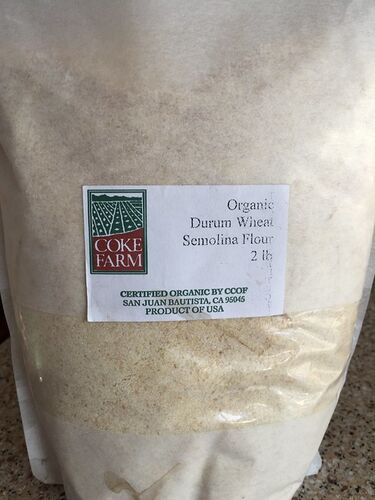 COKE
FARM
Organic
Durum Wheat
Semolina Flour
2 lb
CERTIFIED ORGANIC BY CCOF
SAN JUAN BAUTISTA, CA 95045
PRODUCT OF USA